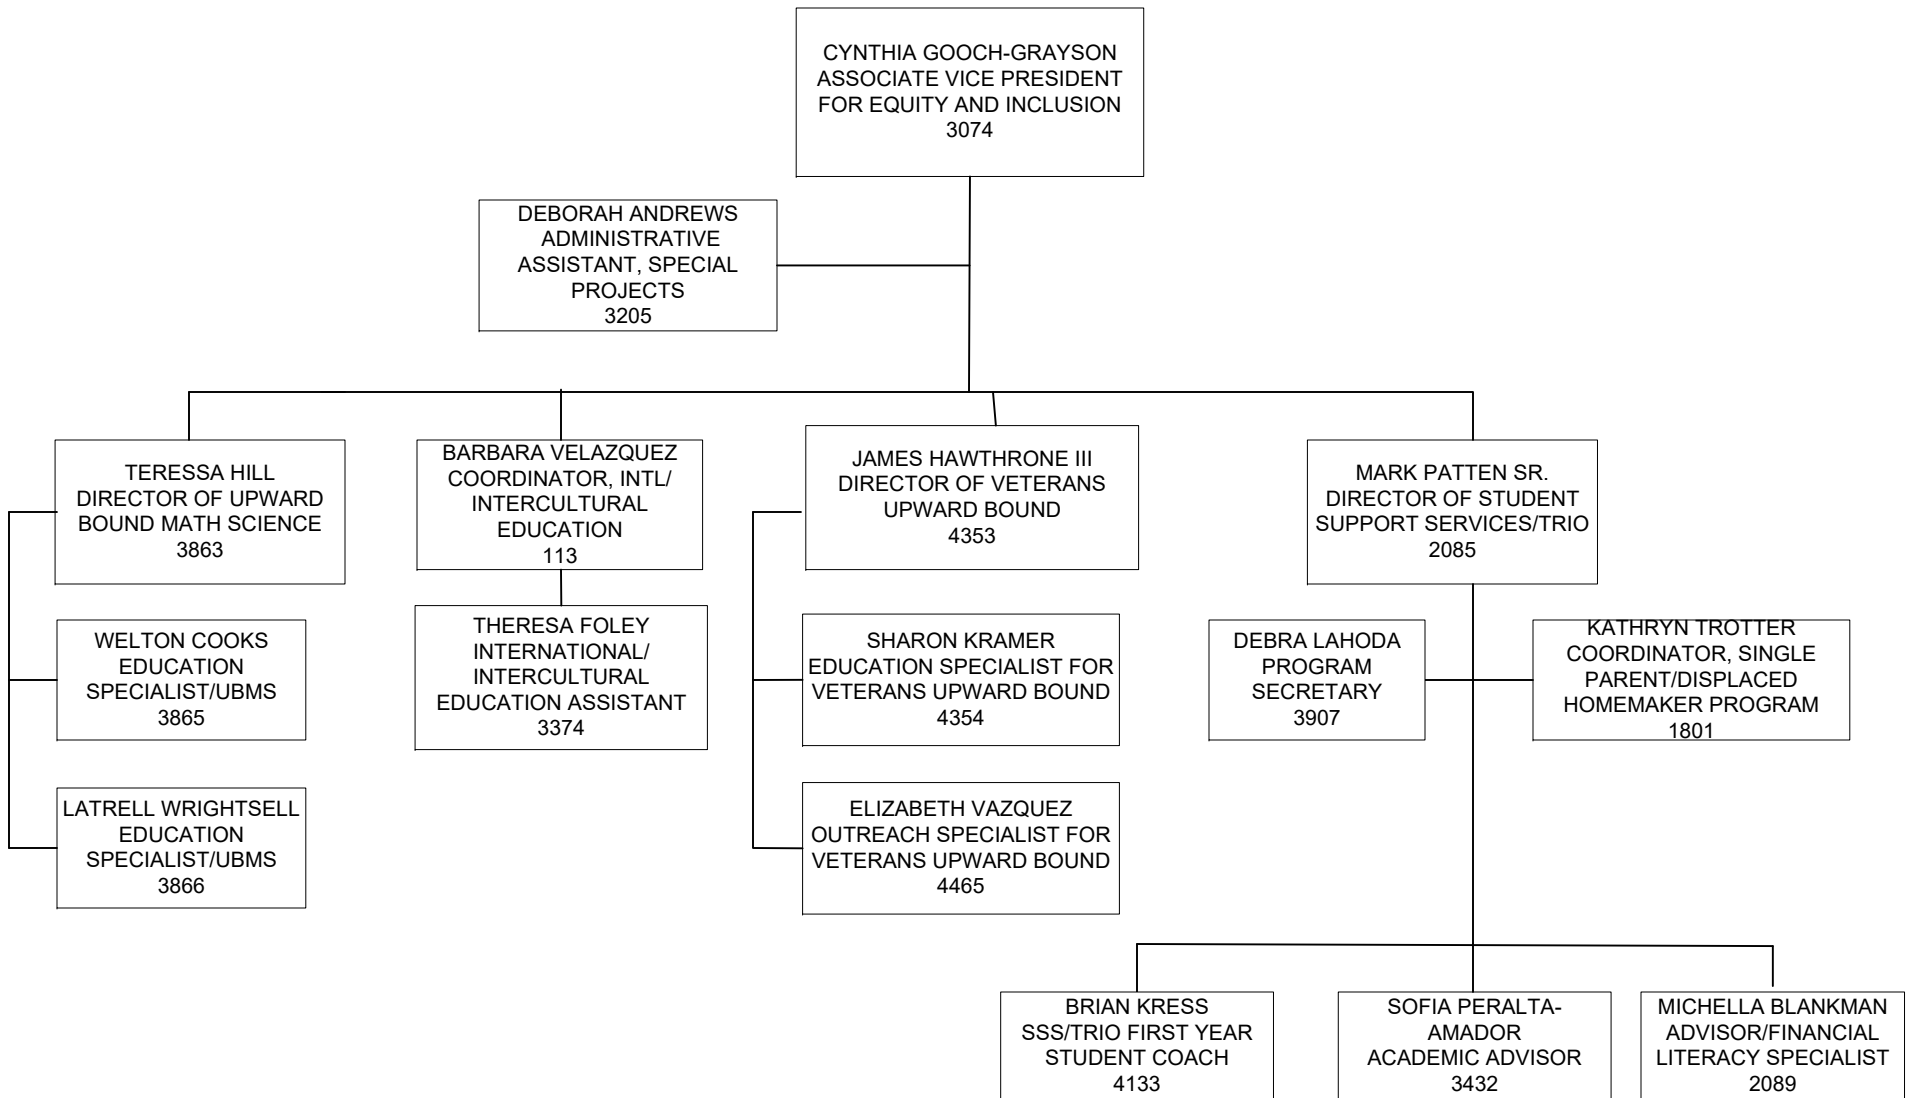 CYNTHIA GOOCH-GRAYSON
ASSOCIATE VICE PRESIDENT
FOR EQUITY AND INCLUSION
3074
DEBORAH ANDREWS
ADMINISTRATIVE
ASSISTANT, SPECIAL
PROJECTS
3205
TERESSA HILL
DIRECTOR OF UPWARD
BOUND MATH SCIENCE
3863
BARBARA VELAZQUEZ
COORDINATOR, INTL/
INTERCULTURAL
EDUCATION
113
JAMES HAWTHRONE III
DIRECTOR OF VETERANS
UPWARD BOUND
4353
MARK PATTEN SR.
DIRECTOR OF STUDENT
SUPPORT SERVICES/TRIO
2085
WELTON COOKS
EDUCATION
SPECIALIST/UBMS
3865
THERESA FOLEY
INTERNATIONAL/
INTERCULTURAL
EDUCATION ASSISTANT
3374
SHARON KRAMER
EDUCATION SPECIALIST FOR
VETERANS UPWARD BOUND
4354
DEBRA LAHODA
PROGRAM
SECRETARY
3907
KATHRYN TROTTER
COORDINATOR, SINGLE
PARENT/DISPLACED
HOMEMAKER PROGRAM
1801
LATRELL WRIGHTSELL
EDUCATION
SPECIALIST/UBMS
3866
ELIZABETH VAZQUEZ
OUTREACH SPECIALIST FOR
VETERANS UPWARD BOUND
4465
BRIAN KRESS
SSS/TRIO FIRST YEAR
STUDENT COACH
4133
SOFIA PERALTA-
AMADOR
ACADEMIC ADVISOR
3432
MICHELLA BLANKMAN
ADVISOR/FINANCIAL
LITERACY SPECIALIST
2089